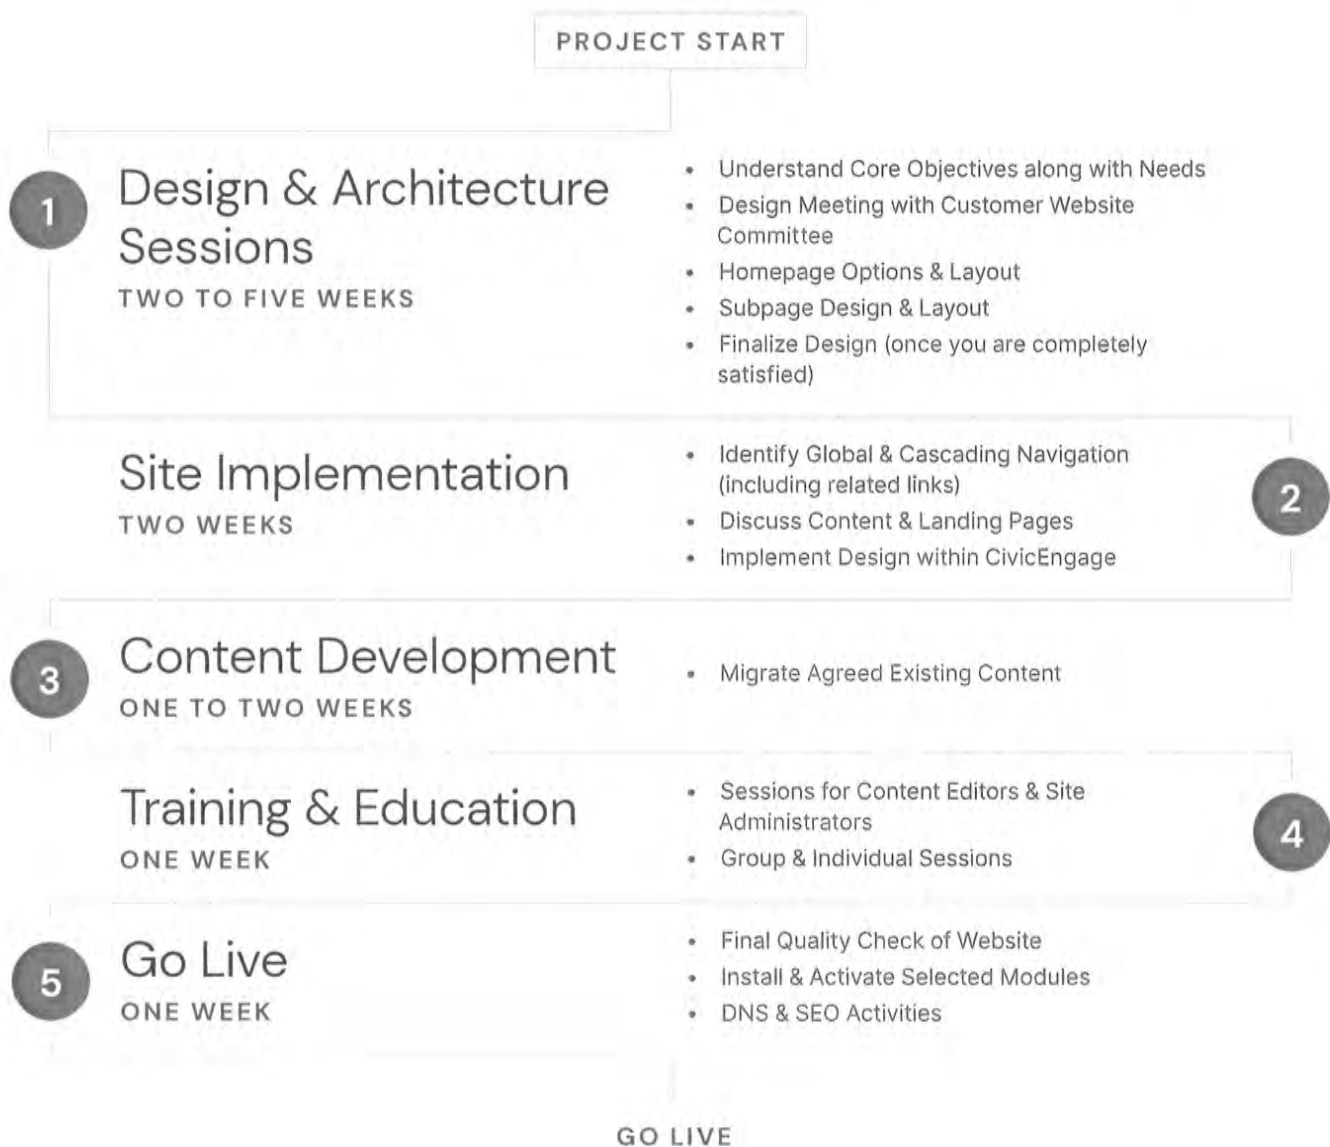 PROJECT START
1
Design & Architecture
Sessions
TWO TO FIVE WEEKS
• Understand Core Objectives along with Needs
• Design Meeting with Customer Website
Committee
• Homepage Options & Layout
• Subpage Design & Layout
• Finalize Design (once you are completely
satisfied)
Site Implementation
TWO WEEKS
• Identify Global & Cascading Navigation
(including related links)
• Discuss Content & Landing Pages
• Implement Design within CivicEngage
2
3
Content Development
ONE TO TWO WEEKS
• Migrate Agreed Existing Content
Training & Education
ONE WEEK
• Sessions for Content Editors & Site
Administrators
• Group & Individual Sessions
4
5
Go Live
ONE WEEK
• Final Quality Check of Website
• Install & Activate Selected Modules
• DNS & SEO Activities
GO LIVE